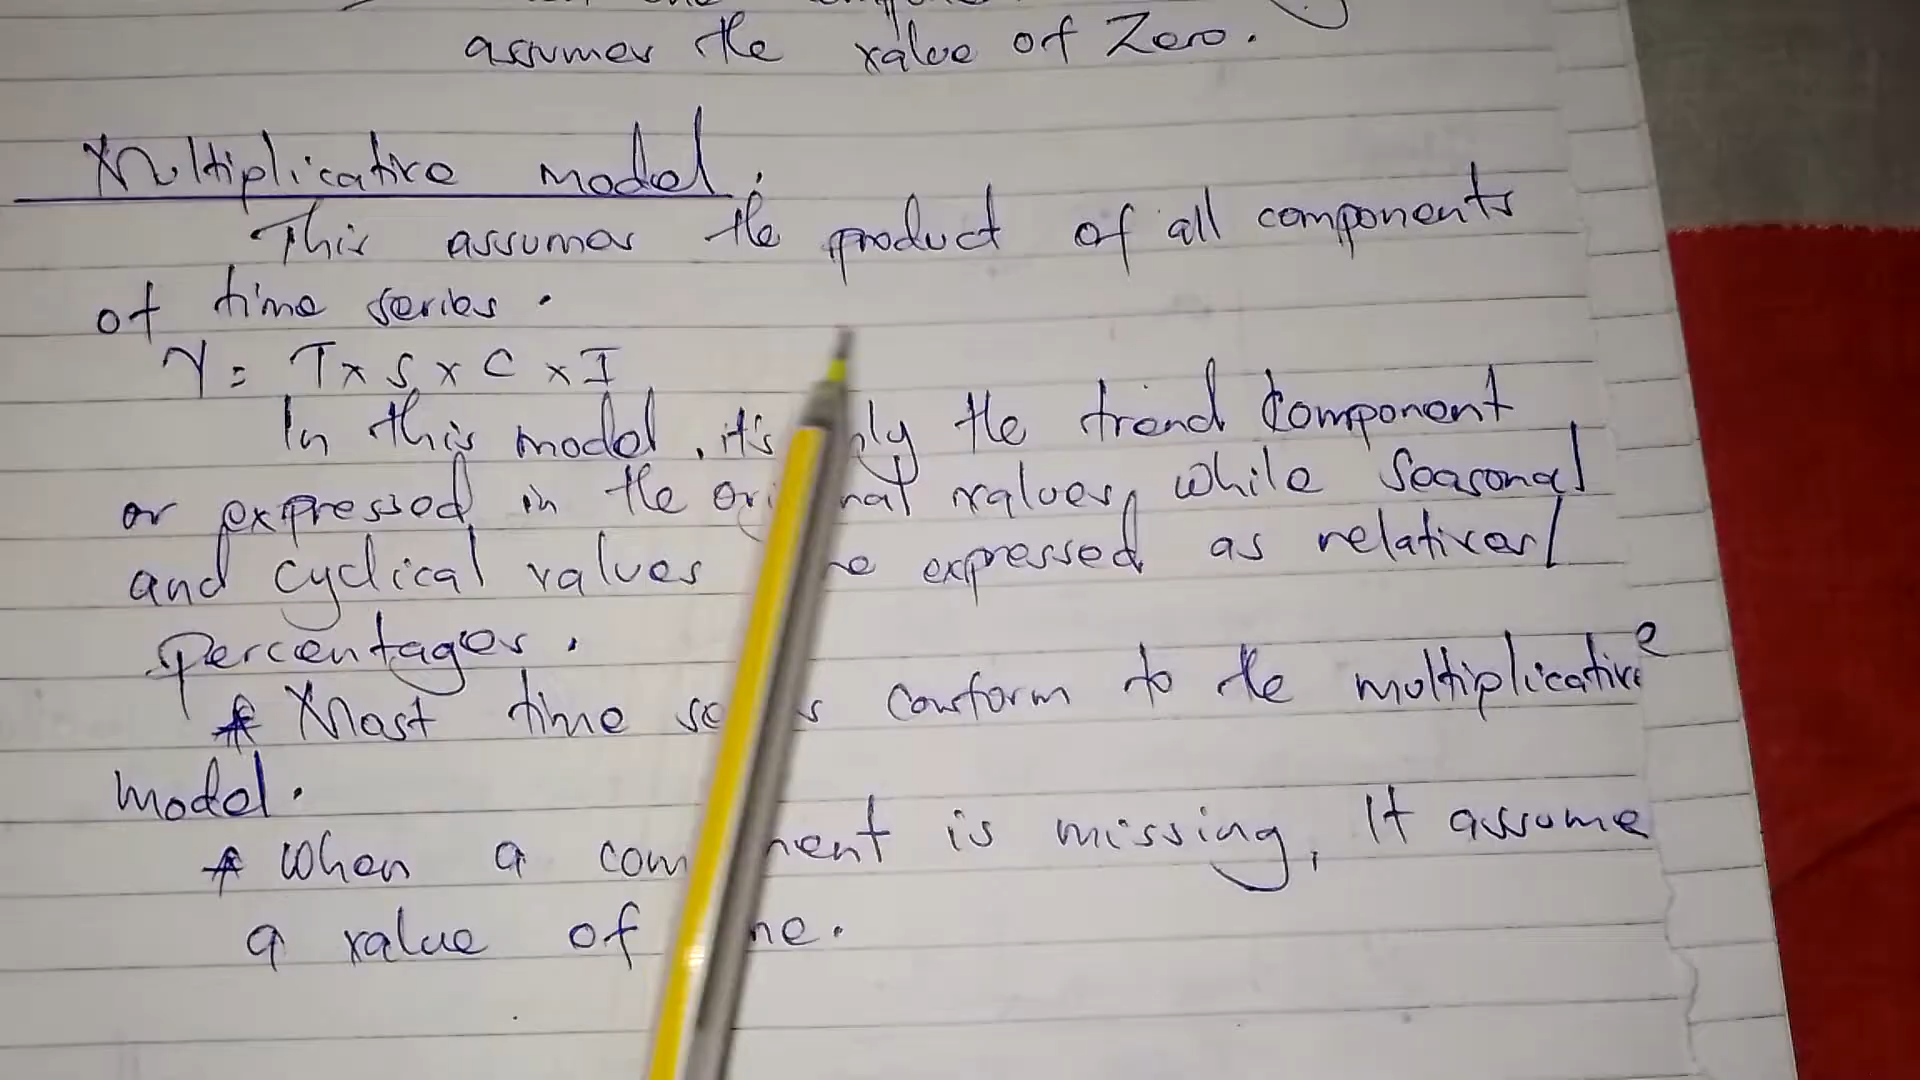 assumes the value of Zero.
Multiplicative model.
This assumes the product of all components
of time series.
Y = T x S x C x I
In this model, it's the trend component
or expressed in the values, while seasonal
and cyclical values expressed as relatives/
percentages.
* Most time conform to the multiplicative
model.
* When a is missing, It assume
a value of